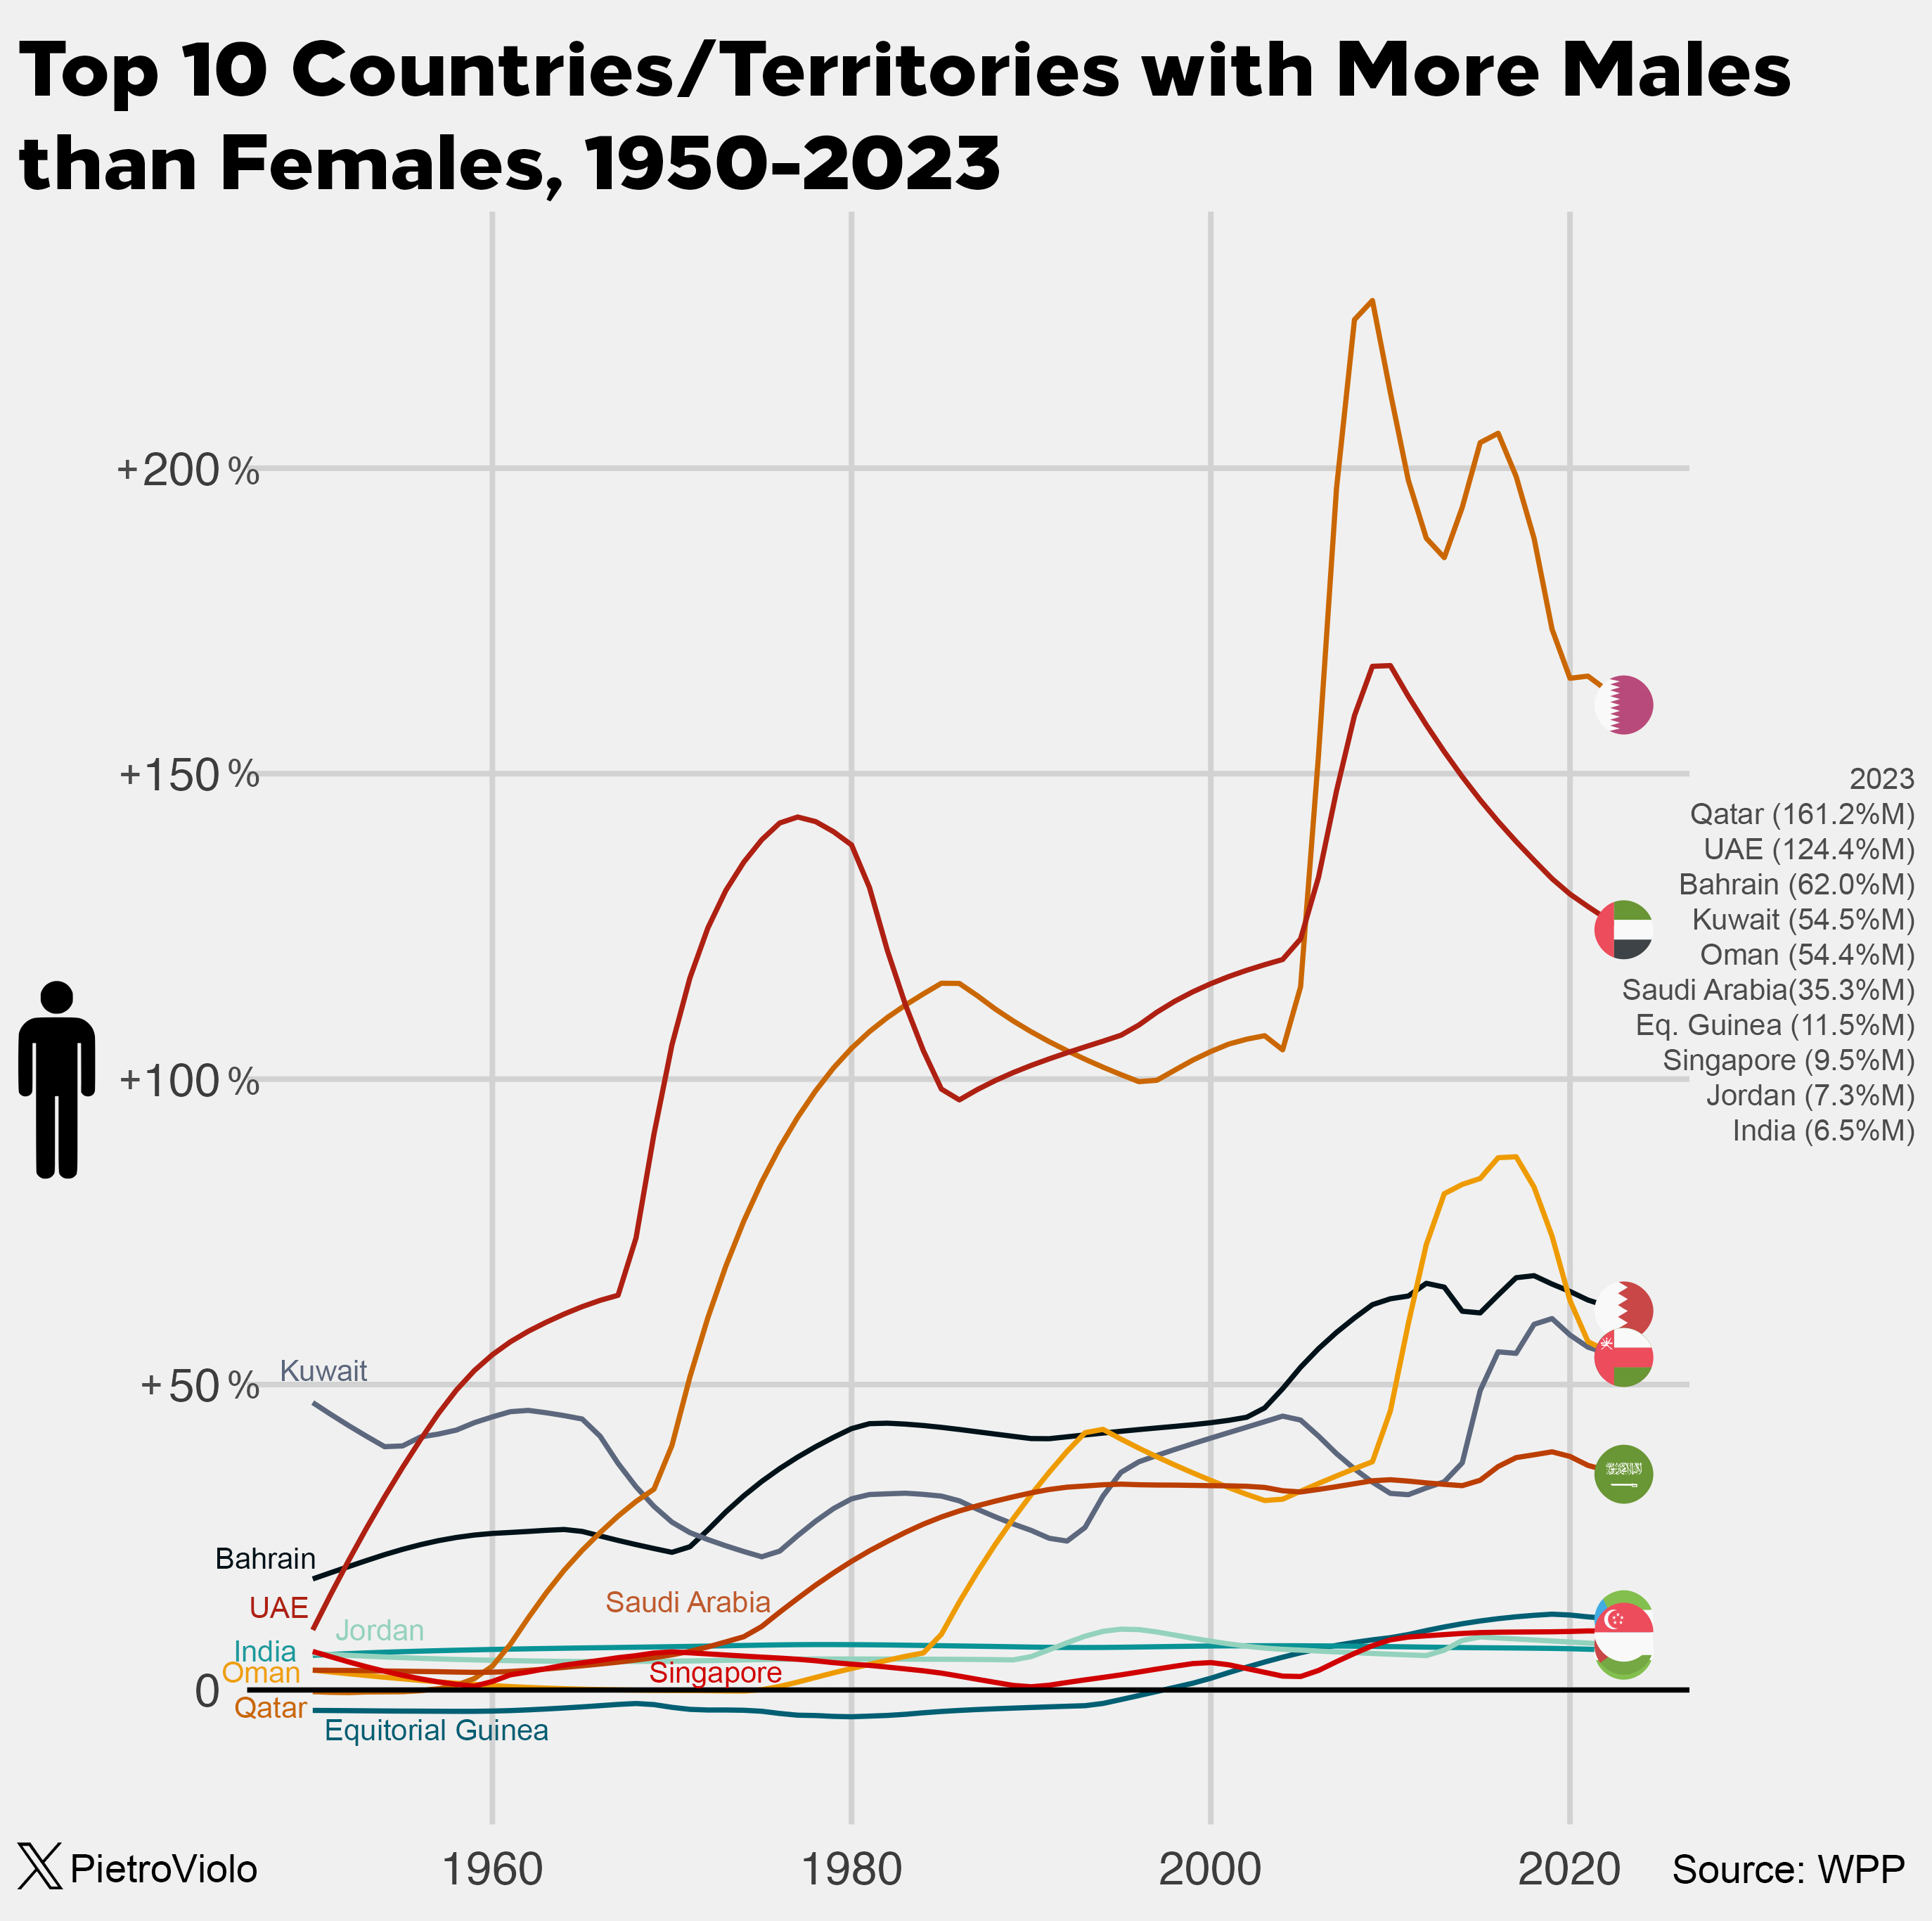 Top 10 Countries/Territories with More Males
than Females, 1950-2023
+200 %
+150 %
+100 %
+50 %
0
2023
Qatar (161.2%M)
UAE (124.4%M)
Bahrain (62.0%M)
Kuwait (54.5%M)
Oman (54.4%M)
Saudi Arabia(35.3%M)
Eq. Guinea (11.5%M)
Singapore (9.5%M)
Jordan (7.3%M)
India (6.5%M)
Kuwait
Bahrain
UAE
Saudi Arabia
Jordan
India
Oman
Singapore
Qatar
Equitorial Guinea
1960
1980
2000
2020
PietroViolo
Source: WPP